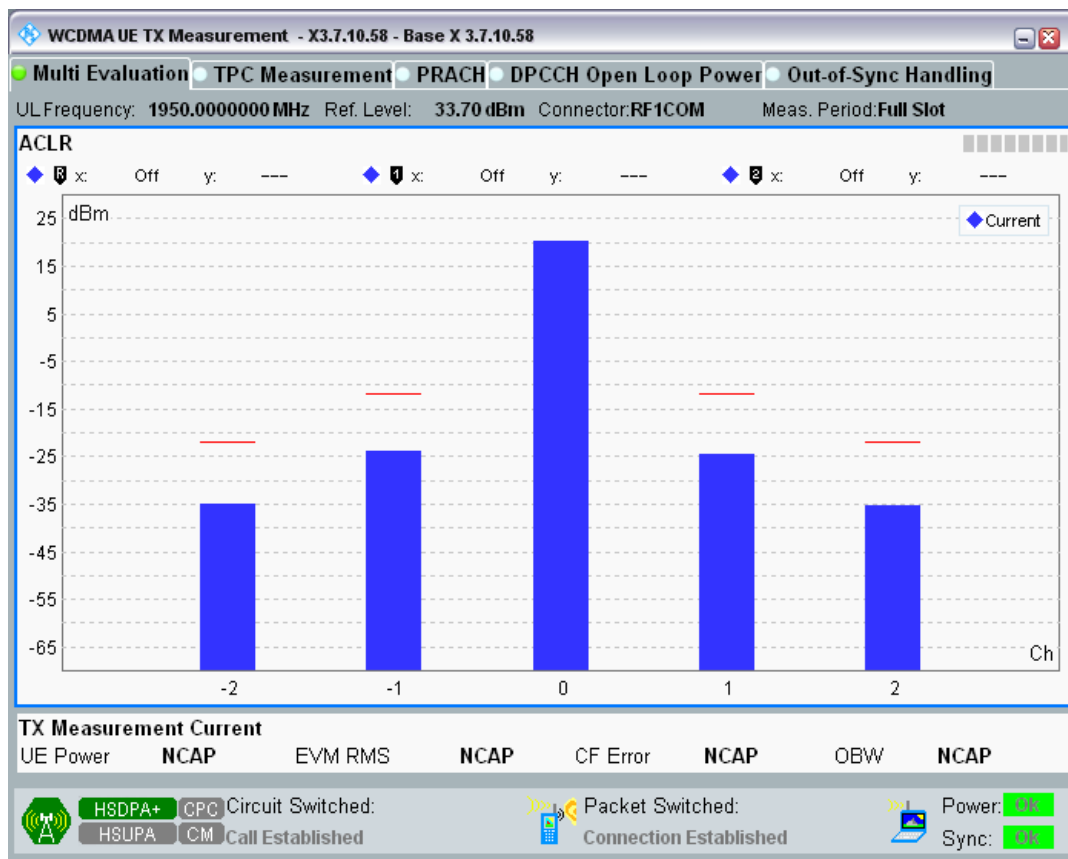 WCDMA UE TX Measurement - X3.7.10.58 - Base X 3.7.10.58
Multi Evaluation TPC Measurement PRACH DPCCH Open Loop Power Out-of-Sync Handling
UL Frequency: 1950.0000000 MHz Ref. Level: 33.70 dBm Connector:RF1COM Meas. Period:Full Slot
ACLR
R x: Off y: --- 1 x: Off y: --- 2 x: Off y: ---
dBm
Current
25
15
5
-5
-15
-25
-35
-45
-55
-65
Ch
-2 -1 0 1 2
TX Measurement Current
UE Power NCAP EVM RMS NCAP CF Error NCAP OBW NCAP
HSDPA+ CPC Circuit Switched: Packet Switched: Power: OK
HSUPA CM Call Established Connection Established Sync: OK